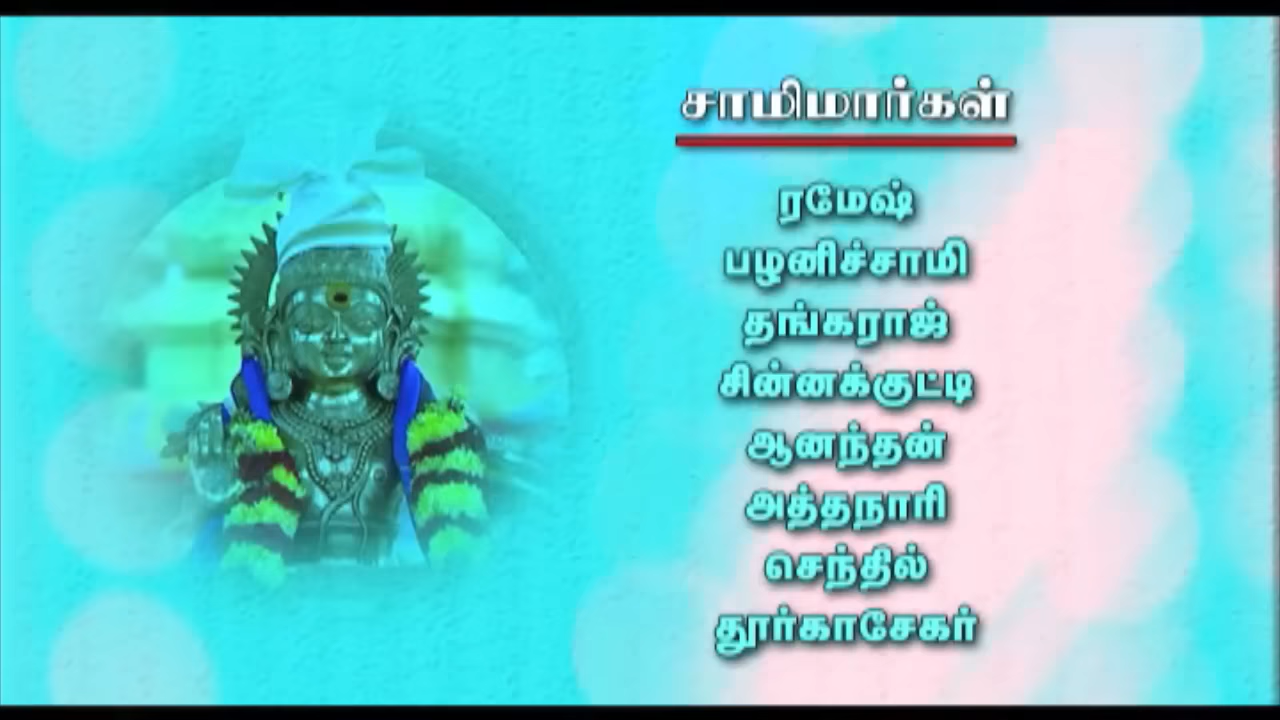 சாமிமார்கள்
ரமேஷ்
பழனிச்சாமி
தங்கராஜ்
சின்னக்குட்டி
ஆனந்தன்
அத்தநாரி
செந்தில்
தூர்காசேகர்